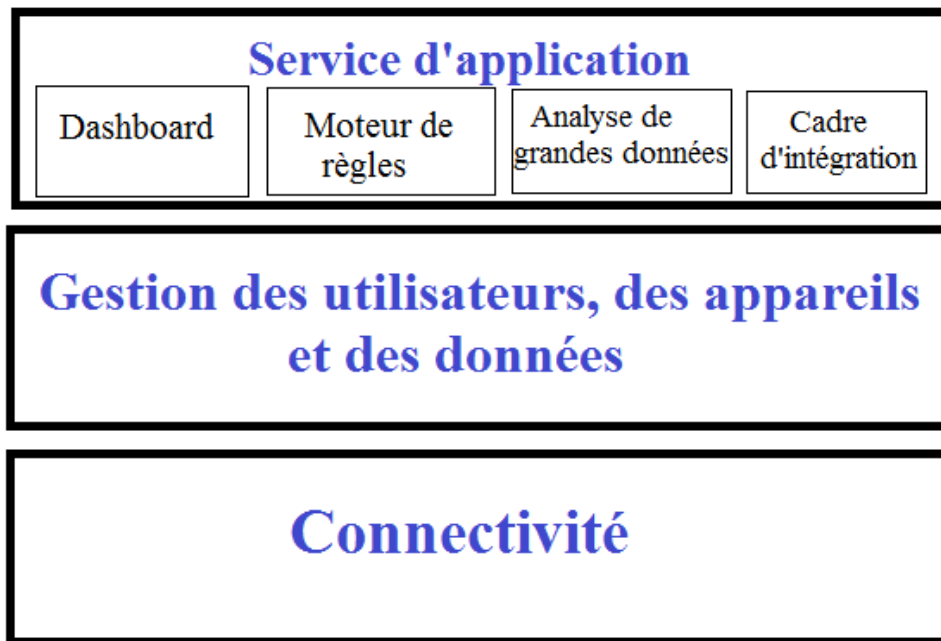 Service d'application
Dashboard
Moteur de
règles
Analyse de
grandes données
Cadre
d'intégration
Gestion des utilisateurs, des appareils
et des données
Connectivité